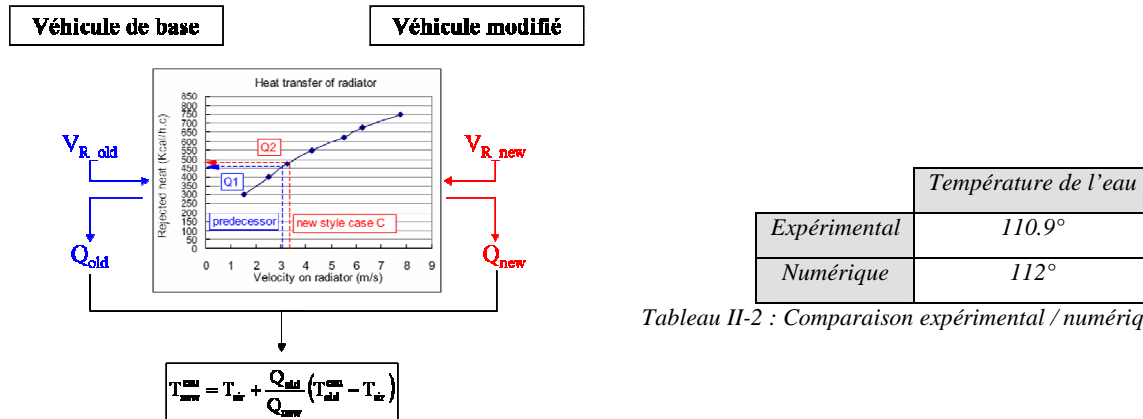 Véhicule de base
Véhicule modifié
Heat transfer of radiator
Rejected heat (Kcal/h.c)
850
800
750
700
650
600
550
500
450
400
350
300
250
200
150
100
50
0
Q2
Q1
predecessor
new style case C
0 1 2 3 4 5 6 7 8 9
Velocity on radiator (m/s)
V_R_old
Q_old
V_R_new
Q_new
T_new^eau = T_air + Q_old/Q_new (T_old^eau − T_air)
Température de l'eau
Expérimental 110.9°
Numérique 112°
Tableau II-2 : Comparaison expérimental / numériq